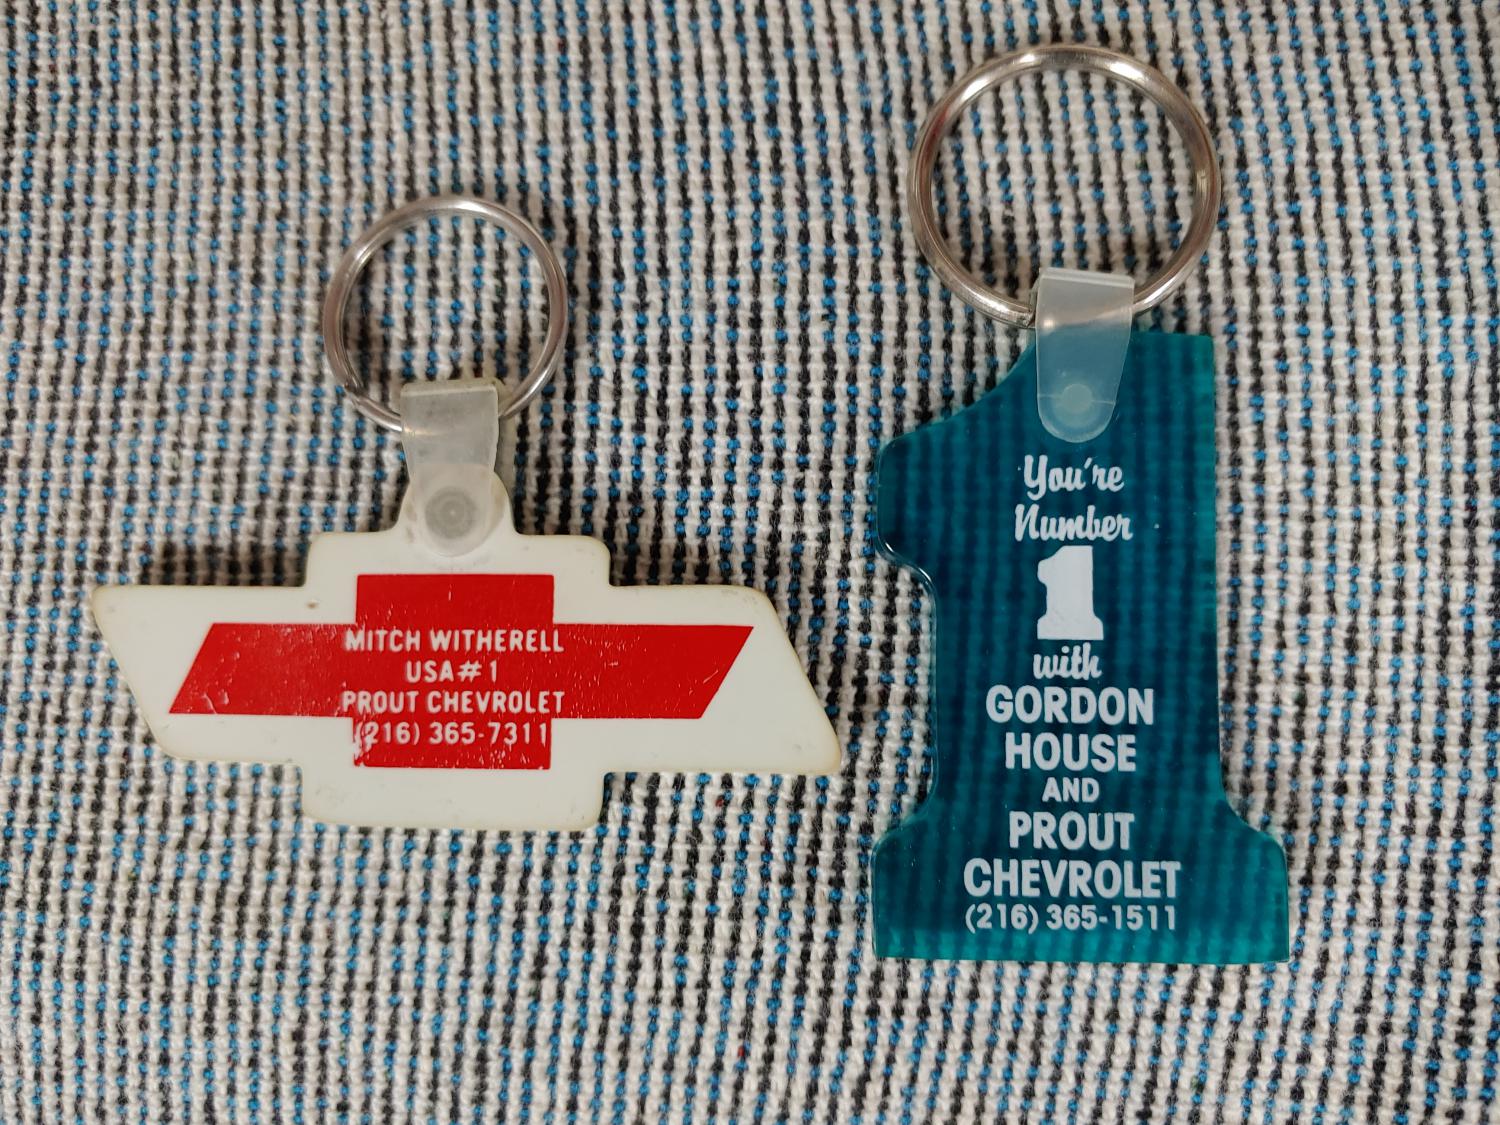 MITCH WITHERELL
USA # 1
PROUT CHEVROLET
(216) 365-7311
You're
Number
1
with
GORDON
HOUSE
AND
PROUT
CHEVROLET
(216) 365-1511